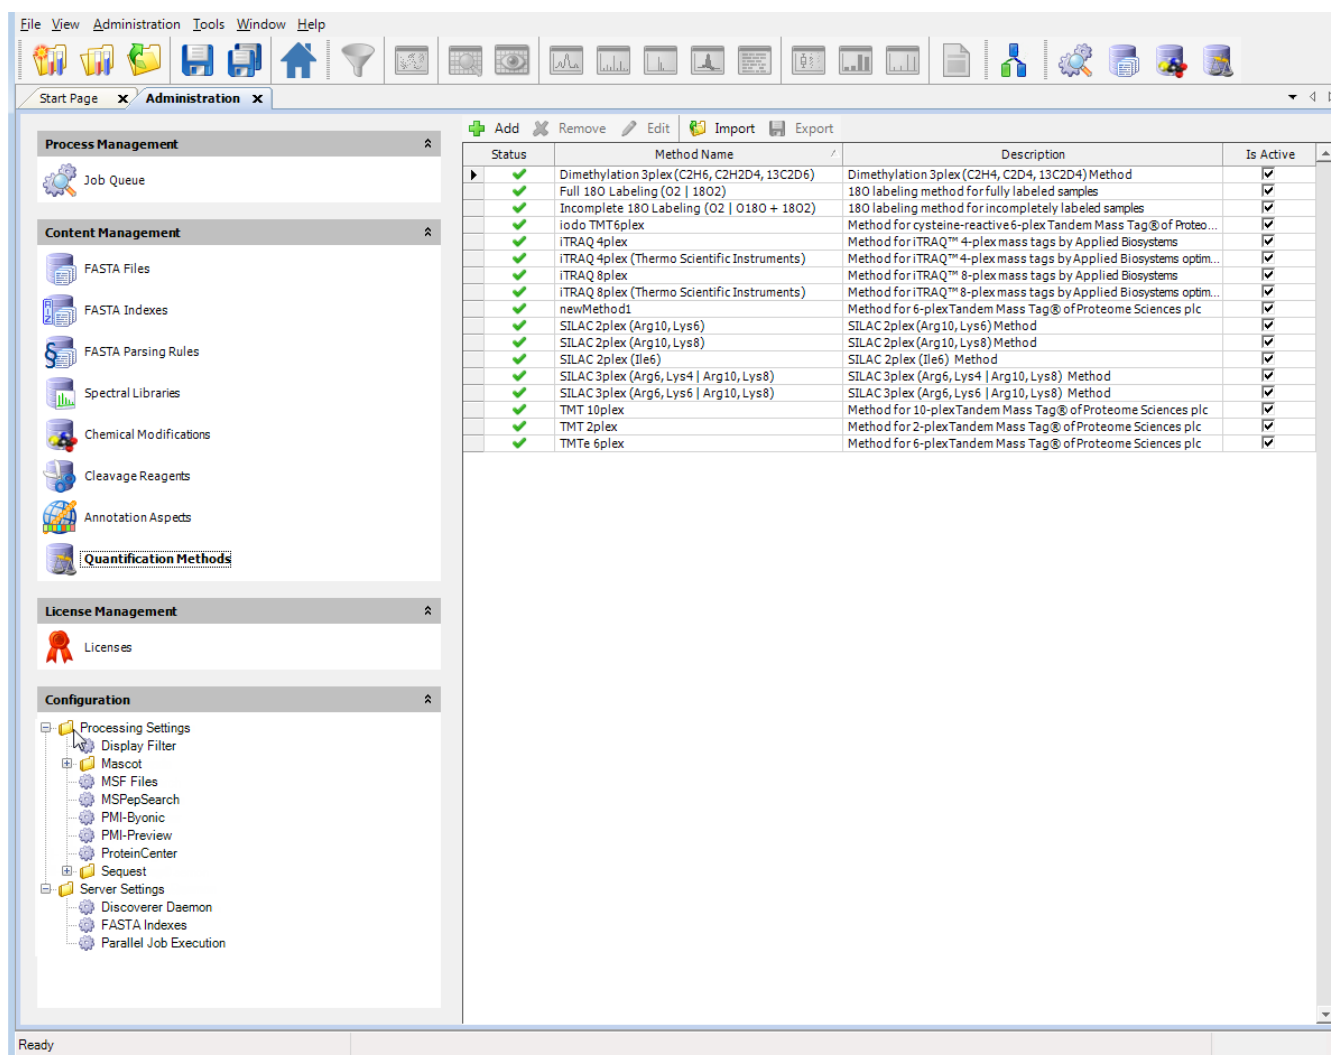 File View Administration Tools Window Help
Start Page x Administration x
Add Remove Edit Import Export
Process Management
Job Queue
Content Management
FASTA Files
FASTA Indexes
FASTA Parsing Rules
Spectral Libraries
Chemical Modifications
Cleavage Reagents
Annotation Aspects
Quantification Methods
License Management
Licenses
Configuration
Processing Settings
Display Filter
Mascot
MSF Files
MSPepSearch
PMI-Byonic
PMI-Preview
ProteinCenter
Sequest
Server Settings
Discoverer Daemon
FASTA Indexes
Parallel Job Execution
Status Method Name Description Is Active
Dimethylation 3plex (C2H6, C2H2D4, 13C2D6) Dimethylation 3plex (C2H4, C2D4, 13C2D4) Method
Full 18O Labeling (O2 | 18O2) 18O labeling method for fully labeled samples
Incomplete 18O Labeling (O2 | O18O + 18O2) 18O labeling method for incompletely labeled samples
iodo TMT6plex Method for cysteine-reactive 6-plex Tandem Mass Tag® of Proteo...
iTRAQ 4plex Method for iTRAQ™ 4-plex mass tags by Applied Biosystems
iTRAQ 4plex (Thermo Scientific Instruments) Method for iTRAQ™ 4-plex mass tags by Applied Biosystems optim...
iTRAQ 8plex Method for iTRAQ™ 8-plex mass tags by Applied Biosystems
iTRAQ 8plex (Thermo Scientific Instruments) Method for iTRAQ™ 8-plex mass tags by Applied Biosystems optim...
newMethod1 Method for 6-plex Tandem Mass Tag® of Proteome Sciences plc
SILAC 2plex (Arg10, Lys6) SILAC 2plex (Arg10, Lys6) Method
SILAC 2plex (Arg10, Lys8) SILAC 2plex (Arg10, Lys8) Method
SILAC 2plex (Ile6) SILAC 2plex (Ile6) Method
SILAC 3plex (Arg6, Lys4 | Arg10, Lys8) SILAC 3plex (Arg6, Lys4 | Arg10, Lys8) Method
SILAC 3plex (Arg6, Lys6 | Arg10, Lys8) SILAC 3plex (Arg6, Lys6 | Arg10, Lys8) Method
TMT 10plex Method for 10-plex Tandem Mass Tag® of Proteome Sciences plc
TMT 2plex Method for 2-plex Tandem Mass Tag® of Proteome Sciences plc
TMTe 6plex Method for 6-plex Tandem Mass Tag® of Proteome Sciences plc
Ready